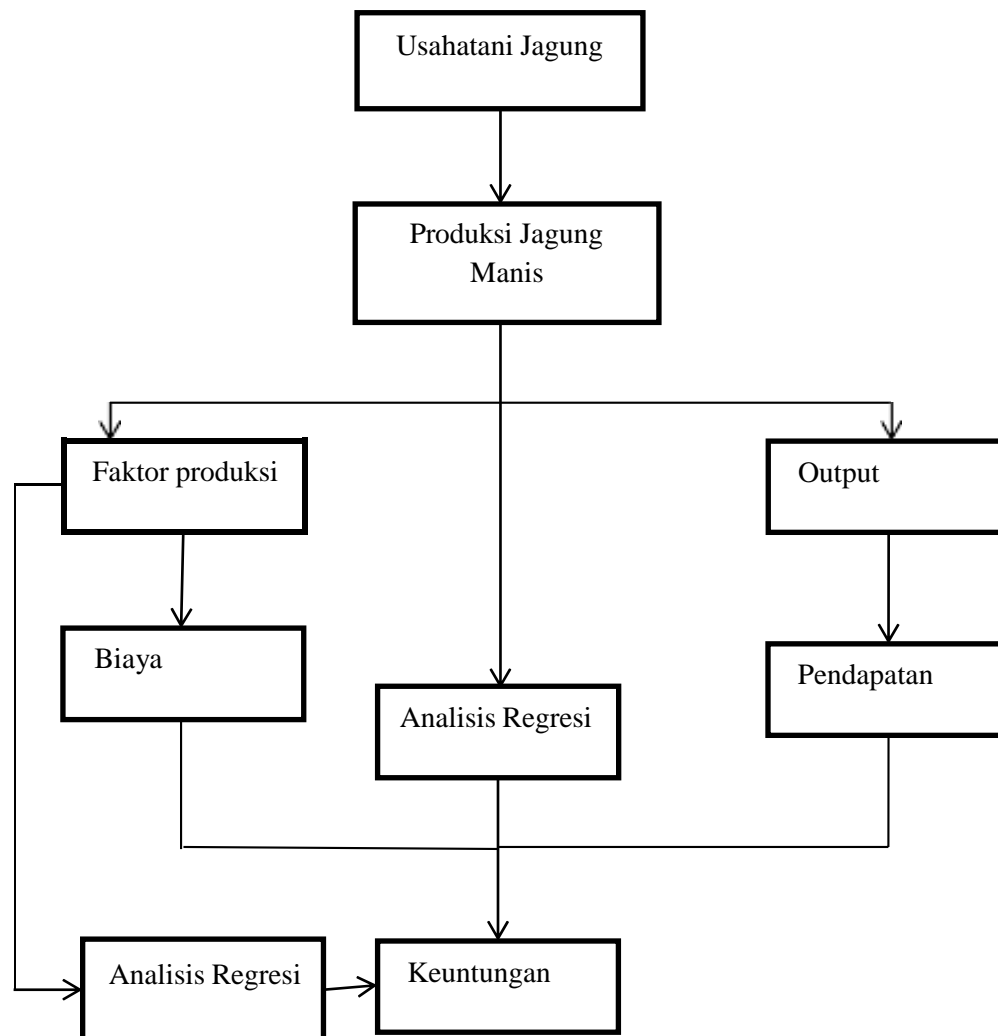 Usahatani Jagung
Produksi Jagung
Manis
Faktor produksi
Output
Biaya
Pendapatan
Analisis Regresi
Analisis Regresi
Keuntungan